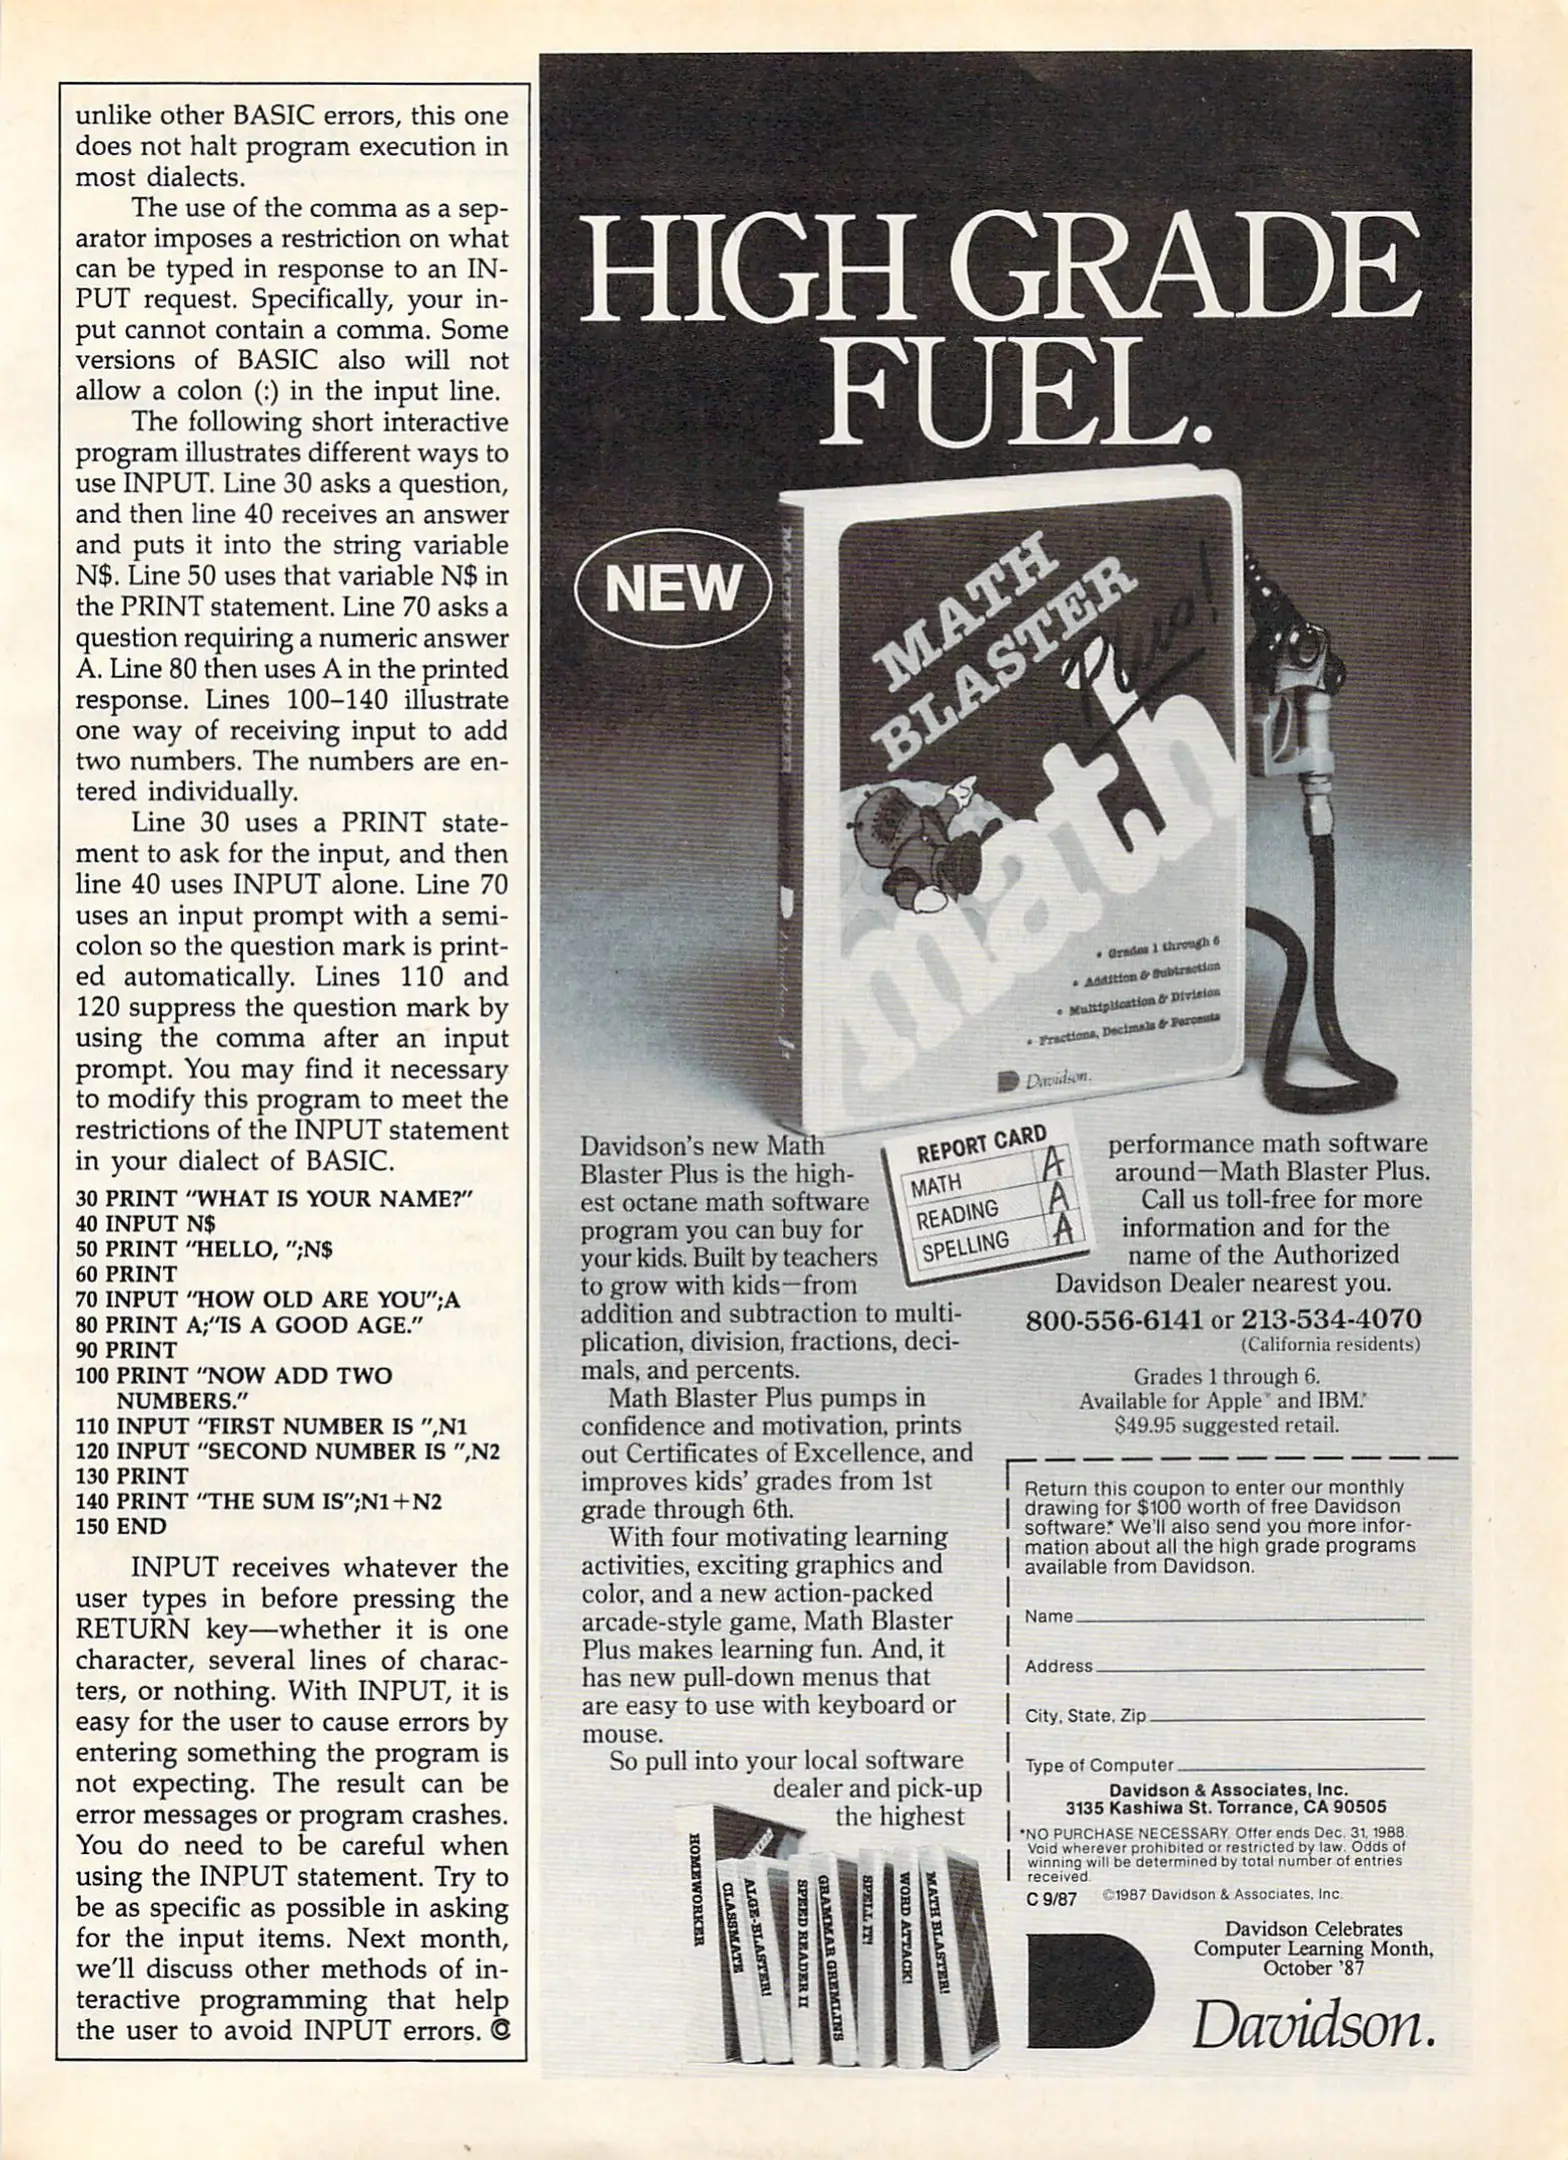 unlike other BASIC errors, this one
does not halt program execution in
most dialects.
The use of the comma as a sep-
arator imposes a restriction on what
can be typed in response to an IN-
PUT request. Specifically, your in-
put cannot contain a comma. Some
versions of BASIC also will not
allow a colon (:) in the input line.
The following short interactive
program illustrates different ways to
use INPUT. Line 30 asks a question,
and then line 40 receives an answer
and puts it into the string variable
N$. Line 50 uses that variable N$ in
the PRINT statement. Line 70 asks a
question requiring a numeric answer
A. Line 80 then uses A in the printed
response. Lines 100–140 illustrate
one way of receiving input to add
two numbers. The numbers are en-
tered individually.
Line 30 uses a PRINT state-
ment to ask for the input, and then
line 40 uses INPUT alone. Line 70
uses an input prompt with a semi-
colon so the question mark is print-
ed automatically. Lines 110 and
120 suppress the question mark by
using the comma after an input
prompt. You may find it necessary
to modify this program to meet the
restrictions of the INPUT statement
in your dialect of BASIC.
30 PRINT "WHAT IS YOUR NAME?"
40 INPUT N$
50 PRINT "HELLO, ";N$
60 PRINT
70 INPUT "HOW OLD ARE YOU";A
80 PRINT A;"IS A GOOD AGE."
90 PRINT
100 PRINT "NOW ADD TWO
NUMBERS."
110 INPUT "FIRST NUMBER IS ",N1
120 INPUT "SECOND NUMBER IS ",N2
130 PRINT
140 PRINT "THE SUM IS";N1+N2
150 END
INPUT receives whatever the
user types in before pressing the
RETURN key—whether it is one
character, several lines of charac-
ters, or nothing. With INPUT, it is
easy for the user to cause errors by
entering something the program is
not expecting. The result can be
error messages or program crashes.
You do need to be careful when
using the INPUT statement. Try to
be as specific as possible in asking
for the input items. Next month,
we'll discuss other methods of in-
teractive programming that help
the user to avoid INPUT errors.
HIGH GRADE
FUEL.
NEW
MATH BLASTER
MATH
BLASTER
Plus!
math
• Grades 1 through 6
• Addition & Subtraction
• Multiplication & Division
• Fractions, Decimals & Percents
Davidson.
REPORT CARD
MATH A
READING A
SPELLING A
Davidson's new Math
Blaster Plus is the high-
est octane math software
program you can buy for
your kids. Built by teachers
to grow with kids—from
addition and subtraction to multi-
plication, division, fractions, deci-
mals, and percents.
Math Blaster Plus pumps in
confidence and motivation, prints
out Certificates of Excellence, and
improves kids' grades from 1st
grade through 6th.
With four motivating learning
activities, exciting graphics and
color, and a new action-packed
arcade-style game, Math Blaster
Plus makes learning fun. And, it
has new pull-down menus that
are easy to use with keyboard or
mouse.
So pull into your local software
dealer and pick-up
the highest
HOMEWORKER
CLASSMATE
ALGE-BLASTER!
SPEED READER II
GRAMMAR GREMLINS
SPELL IT!
WORD ATTACK!
MATH BLASTER!
performance math software
around—Math Blaster Plus.
Call us toll-free for more
information and for the
name of the Authorized
Davidson Dealer nearest you.
800-556-6141 or 213-534-4070
(California residents)
Grades 1 through 6.
Available for Apple® and IBM.®
$49.95 suggested retail.
Return this coupon to enter our monthly
drawing for $100 worth of free Davidson
software.* We'll also send you more infor-
mation about all the high grade programs
available from Davidson.
Name
Address
City, State, Zip
Type of Computer
Davidson & Associates, Inc.
3135 Kashiwa St. Torrance, CA 90505
*NO PURCHASE NECESSARY. Offer ends Dec. 31, 1988.
Void wherever prohibited or restricted by law. Odds of
winning will be determined by total number of entries
received.
C 9/87 ©1987 Davidson & Associates, Inc.
Davidson Celebrates
Computer Learning Month,
October '87
Davidson.